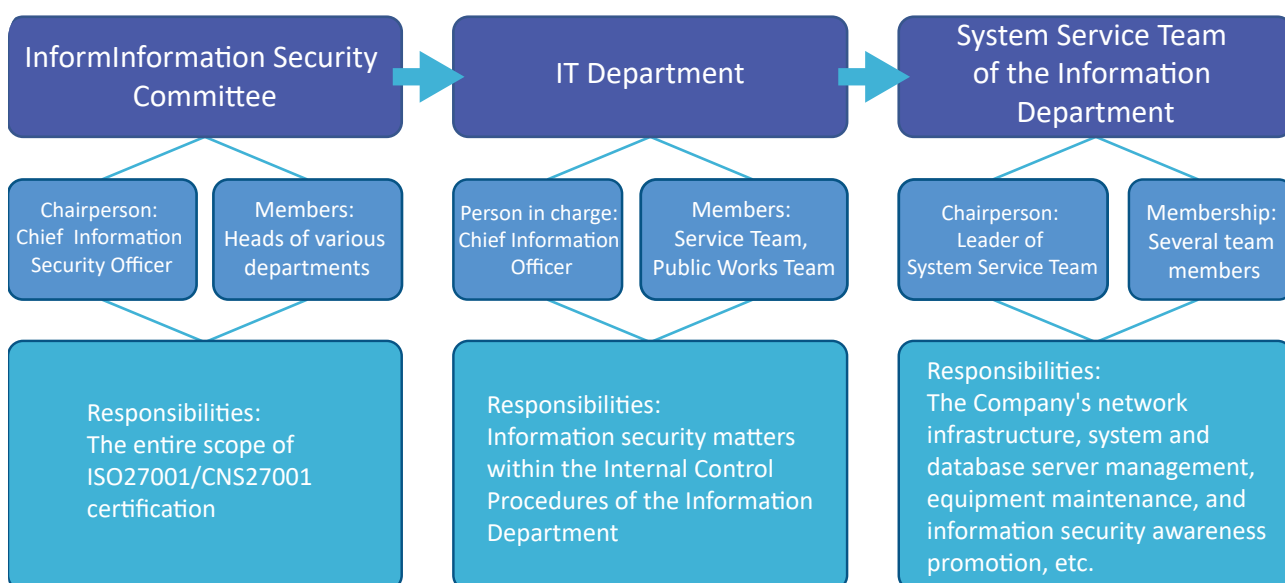 InformInformation Security
Committee
IT Department
System Service Team
of the Information
Department
Chairperson:
Chief Information
Security Officer
Members:
Heads of various
departments
Person in charge:
Chief Information
Officer
Members:
Service Team,
Public Works Team
Chairperson:
Leader of
System Service Team
Membership:
Several team
members
Responsibilities:
The entire scope of
ISO27001/CNS27001
certification
Responsibilities:
Information security matters
within the Internal Control
Procedures of the Information
Department
Responsibilities:
The Company's network
infrastructure, system and
database server management,
equipment maintenance, and
information security awareness
promotion, etc.